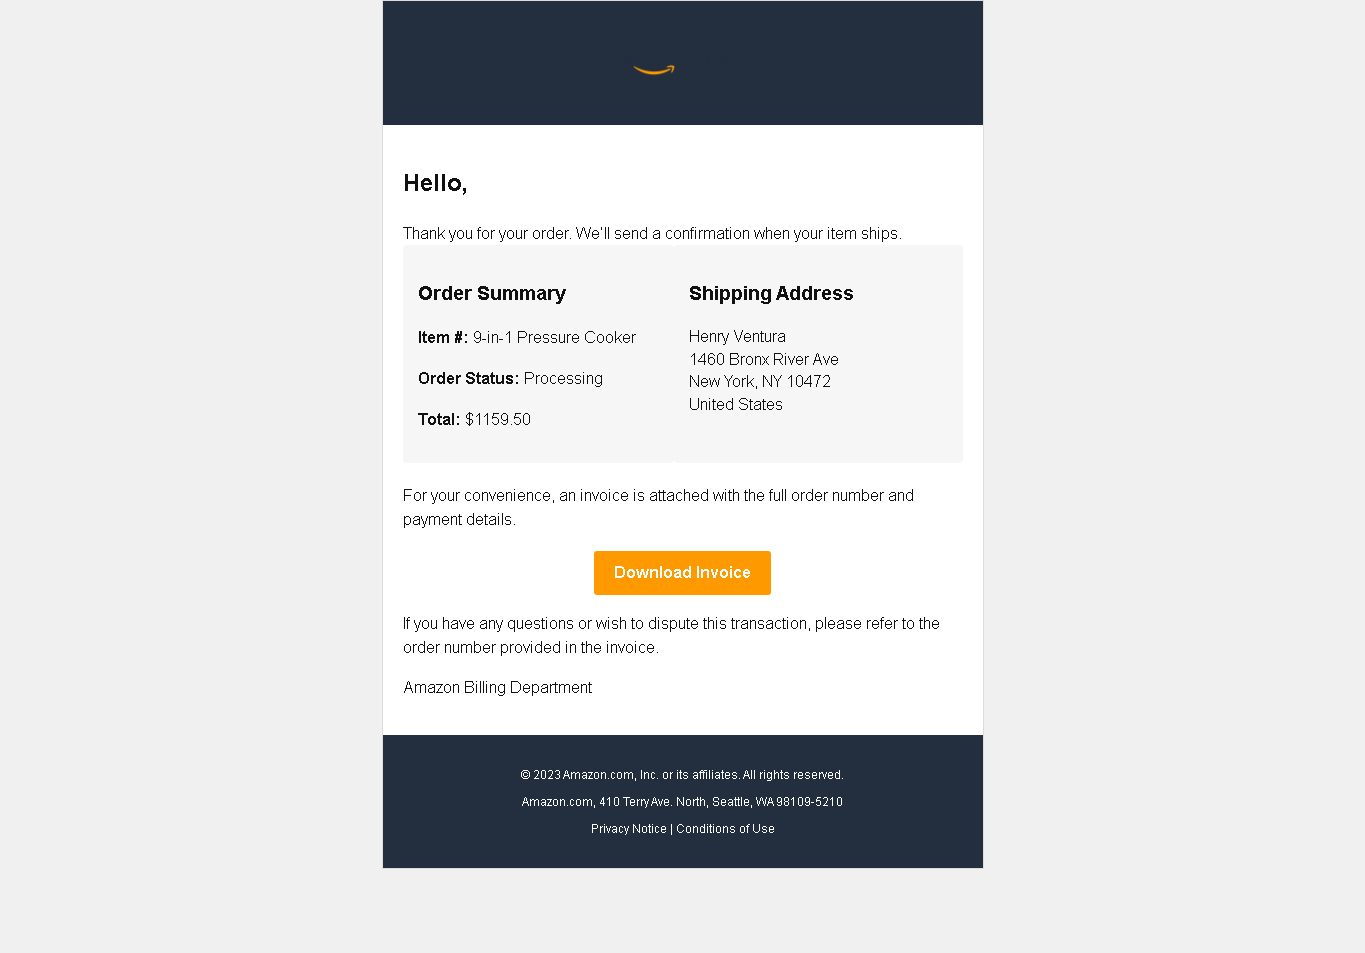 Hello,
Thank you for your order. We'll send a confirmation when your item ships.
Order Summary
Item #: 9-in-1 Pressure Cooker
Order Status: Processing
Total: $1159.50
Shipping Address
Henry Ventura
1460 Bronx River Ave
New York, NY 10472
United States
For your convenience, an invoice is attached with the full order number and
payment details.
Download Invoice
If you have any questions or wish to dispute this transaction, please refer to the
order number provided in the invoice.
Amazon Billing Department
© 2023 Amazon.com, Inc. or its affiliates. All rights reserved.
Amazon.com, 410 Terry Ave. North, Seattle, WA 98109-5210
Privacy Notice | Conditions of Use